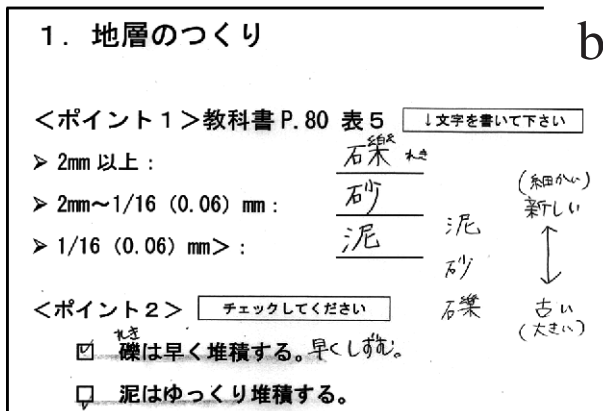 1. 地層のつくり
b
<ポイント1>教科書P.80 表5 ↓文字を書いて下さい
➢ 2mm以上: 礫 れき
➢ 2mm～1/16 (0.06) mm: 砂
➢ 1/16 (0.06) mm>: 泥
泥
砂
礫
(細かい)
新しい
古い
(大きい)
<ポイント2> チェックしてください
れき
☑ 礫は早く堆積する。早くしずむ。
☑ 泥はゆっくり堆積する。